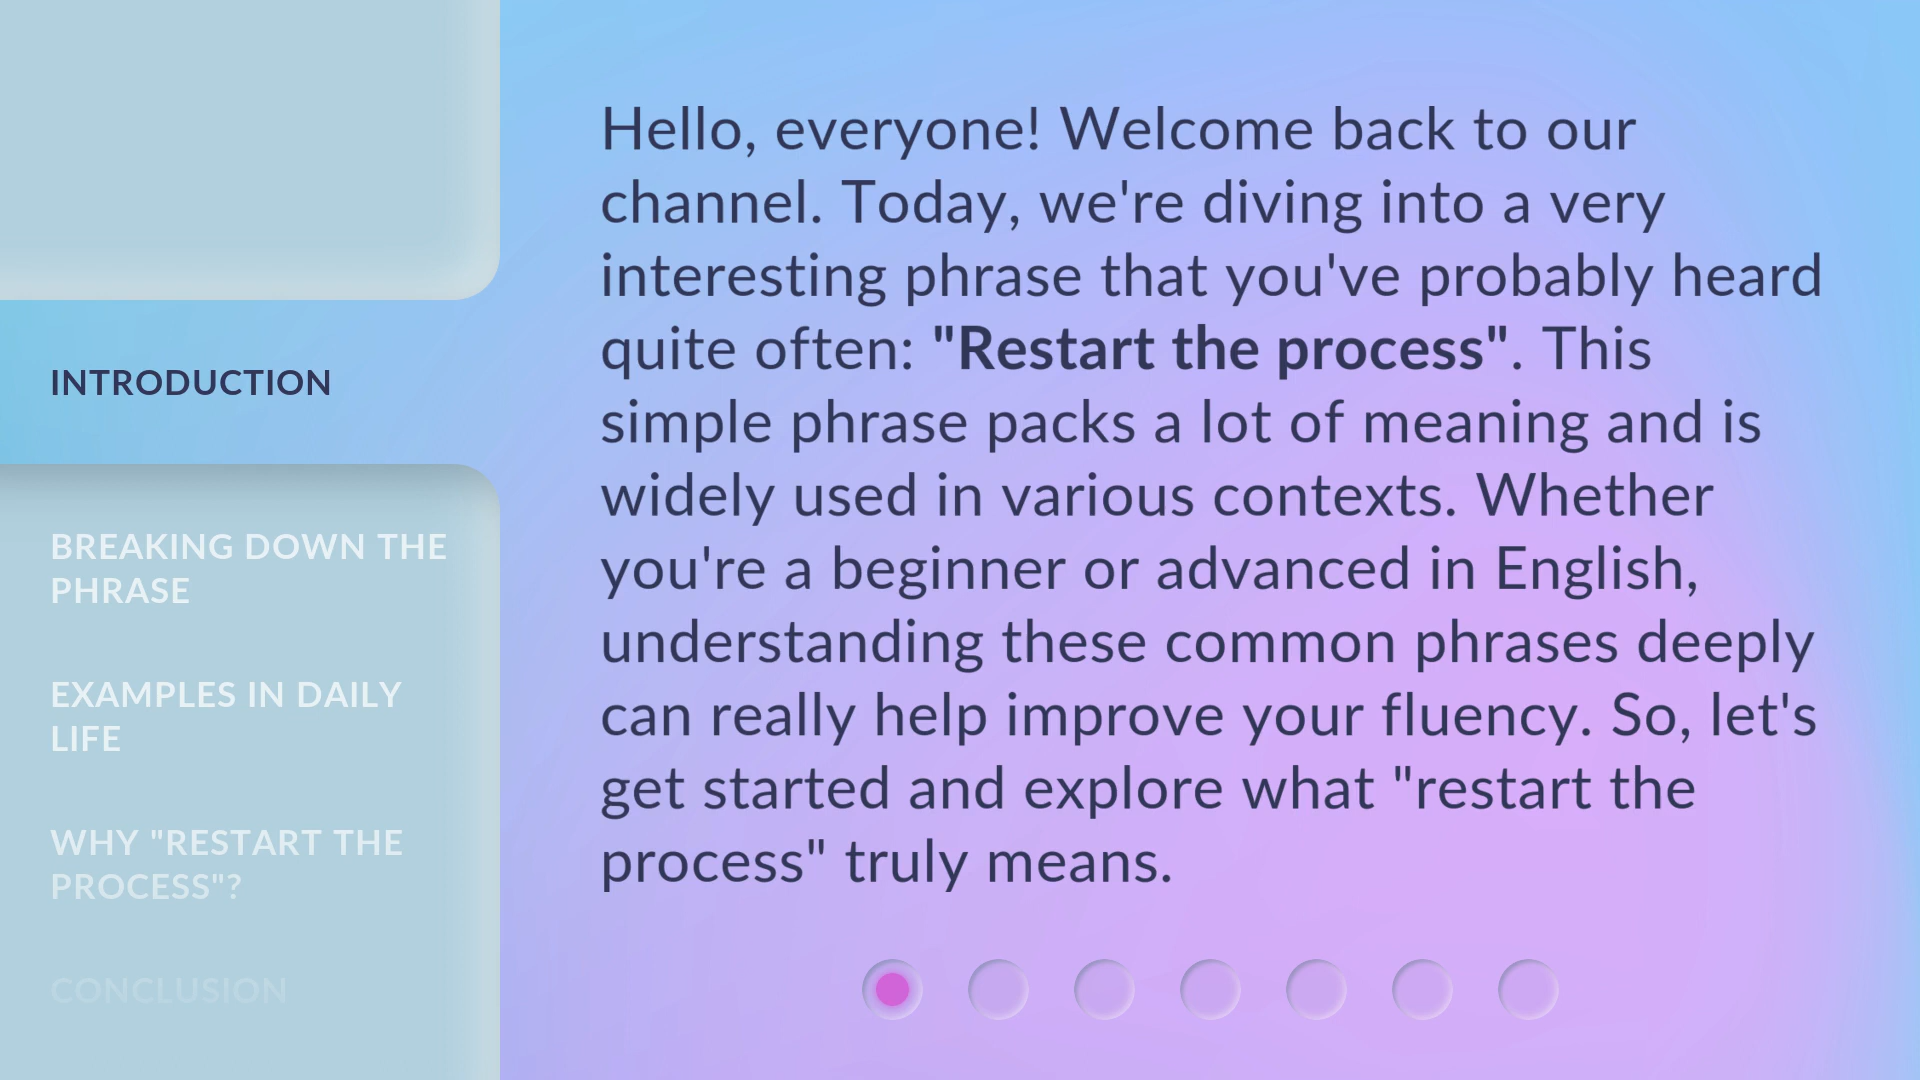 INTRODUCTION
BREAKING DOWN THE
PHRASE
EXAMPLES IN DAILY
LIFE
WHY "RESTART THE
PROCESS"?
CONCLUSION
Hello, everyone! Welcome back to our
channel. Today, we're diving into a very
interesting phrase that you've probably heard
quite often: "Restart the process". This
simple phrase packs a lot of meaning and is
widely used in various contexts. Whether
you're a beginner or advanced in English,
understanding these common phrases deeply
can really help improve your fluency. So, let's
get started and explore what "restart the
process" truly means.